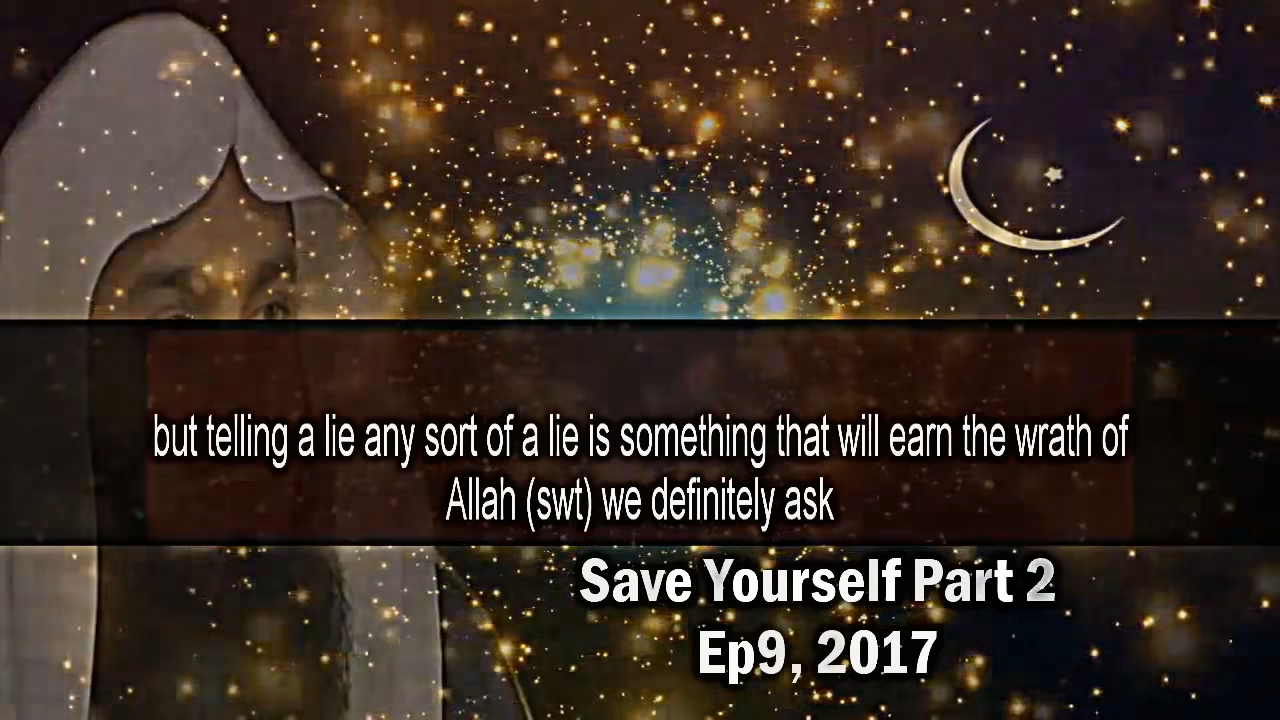 but telling a lie any sort of a lie is something that will earn the wrath of
Allah (swt) we definitely ask
Save Yourself Part 2
Ep9, 2017